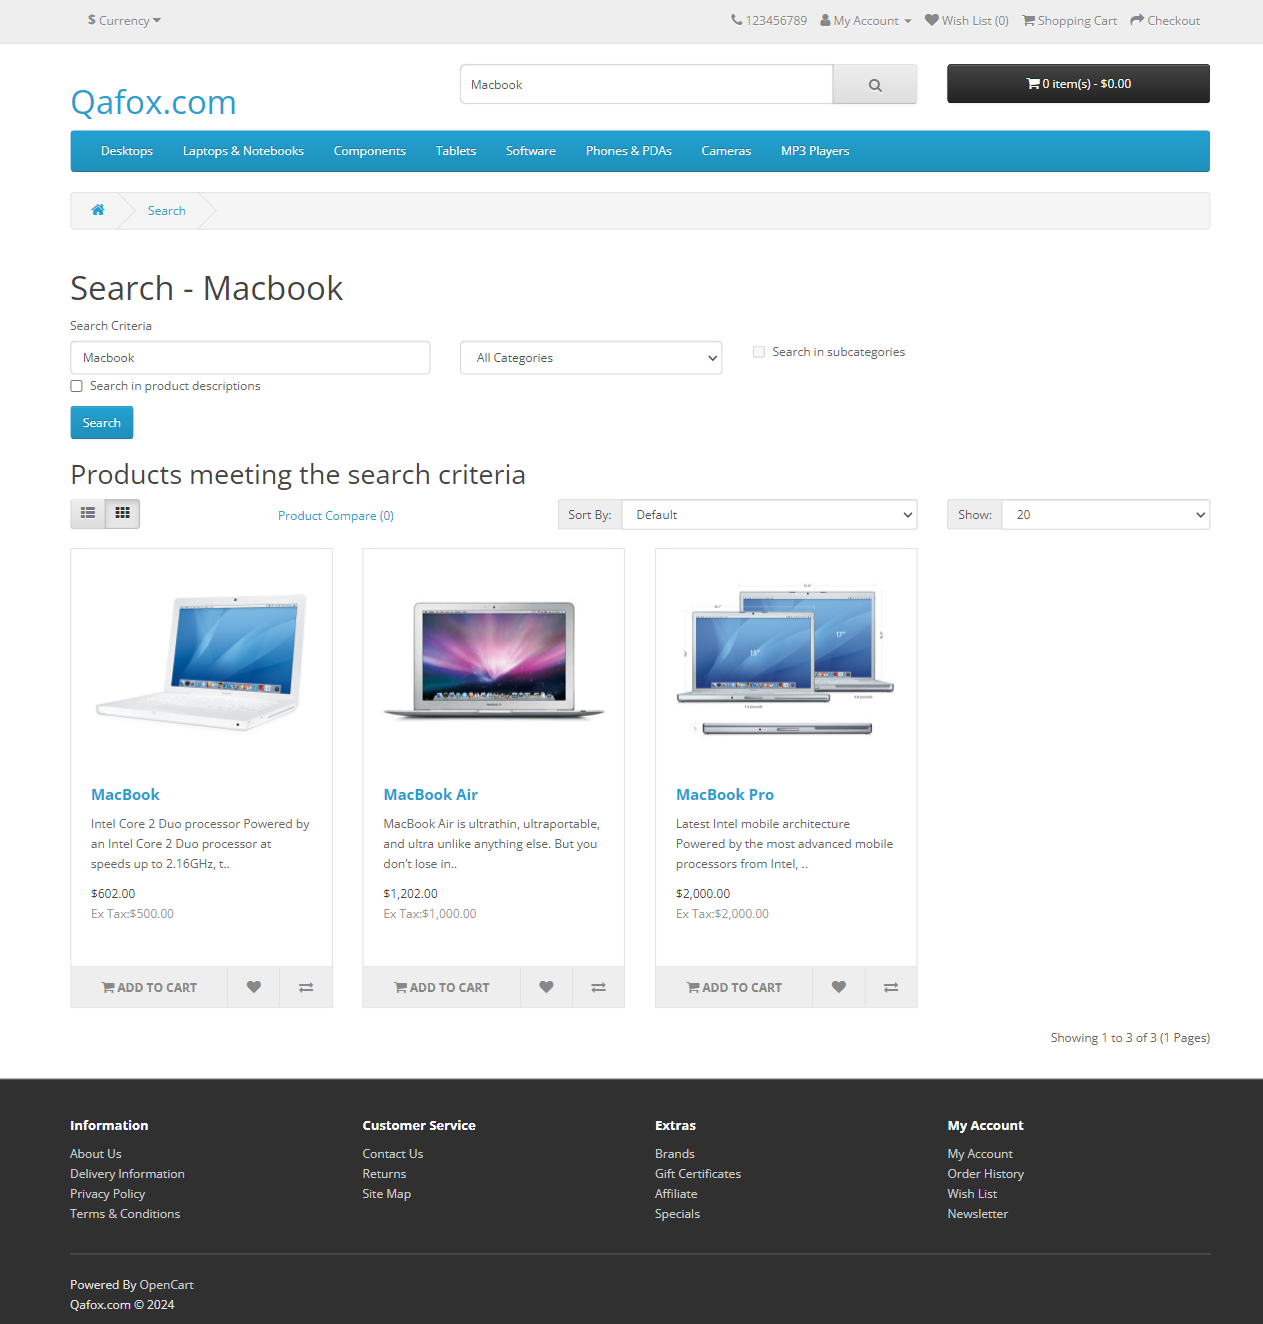 $ Currency
123456789 My Account Wish List (0) Shopping Cart Checkout
Qafox.com
Macbook
0 item(s) - $0.00
Desktops Laptops & Notebooks Components Tablets Software Phones & PDAs Cameras MP3 Players
Search
Search - Macbook
Search Criteria
Macbook
All Categories
Search in subcategories
Search in product descriptions
Search
Products meeting the search criteria
Product Compare (0)
Sort By: Default
Show: 20
15"
17"
MacBook
Intel Core 2 Duo processor Powered by
an Intel Core 2 Duo processor at
speeds up to 2.16GHz, t..
$602.00
Ex Tax:$500.00
ADD TO CART
MacBook Air
MacBook Air is ultrathin, ultraportable,
and ultra unlike anything else. But you
don’t lose in..
$1,202.00
Ex Tax:$1,000.00
ADD TO CART
MacBook Pro
Latest Intel mobile architecture
Powered by the most advanced mobile
processors from Intel, ..
$2,000.00
Ex Tax:$2,000.00
ADD TO CART
Showing 1 to 3 of 3 (1 Pages)
Information
About Us
Delivery Information
Privacy Policy
Terms & Conditions
Customer Service
Contact Us
Returns
Site Map
Extras
Brands
Gift Certificates
Affiliate
Specials
My Account
My Account
Order History
Wish List
Newsletter
Powered By OpenCart
Qafox.com © 2024